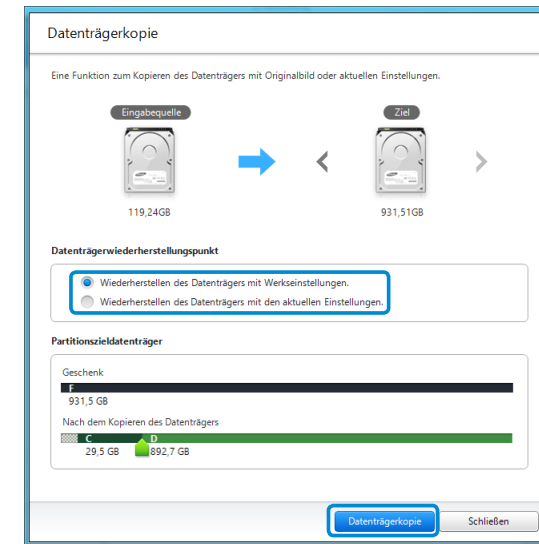 Datenträgerkopie
Eine Funktion zum Kopieren des Datenträgers mit Originalbild oder aktuellen Einstellungen.
Eingabequelle
Ziel
119,24GB
931,51GB
Datenträgerwiederherstellungspunkt
Wiederherstellen des Datenträgers mit Werkseinstellungen.
Wiederherstellen des Datenträgers mit den aktuellen Einstellungen.
Partitionszieldatenträger
Geschenk
F
931,5 GB
Nach dem Kopieren des Datenträgers
C D
29,5 GB 892,7 GB
Datenträgerkopie Schließen